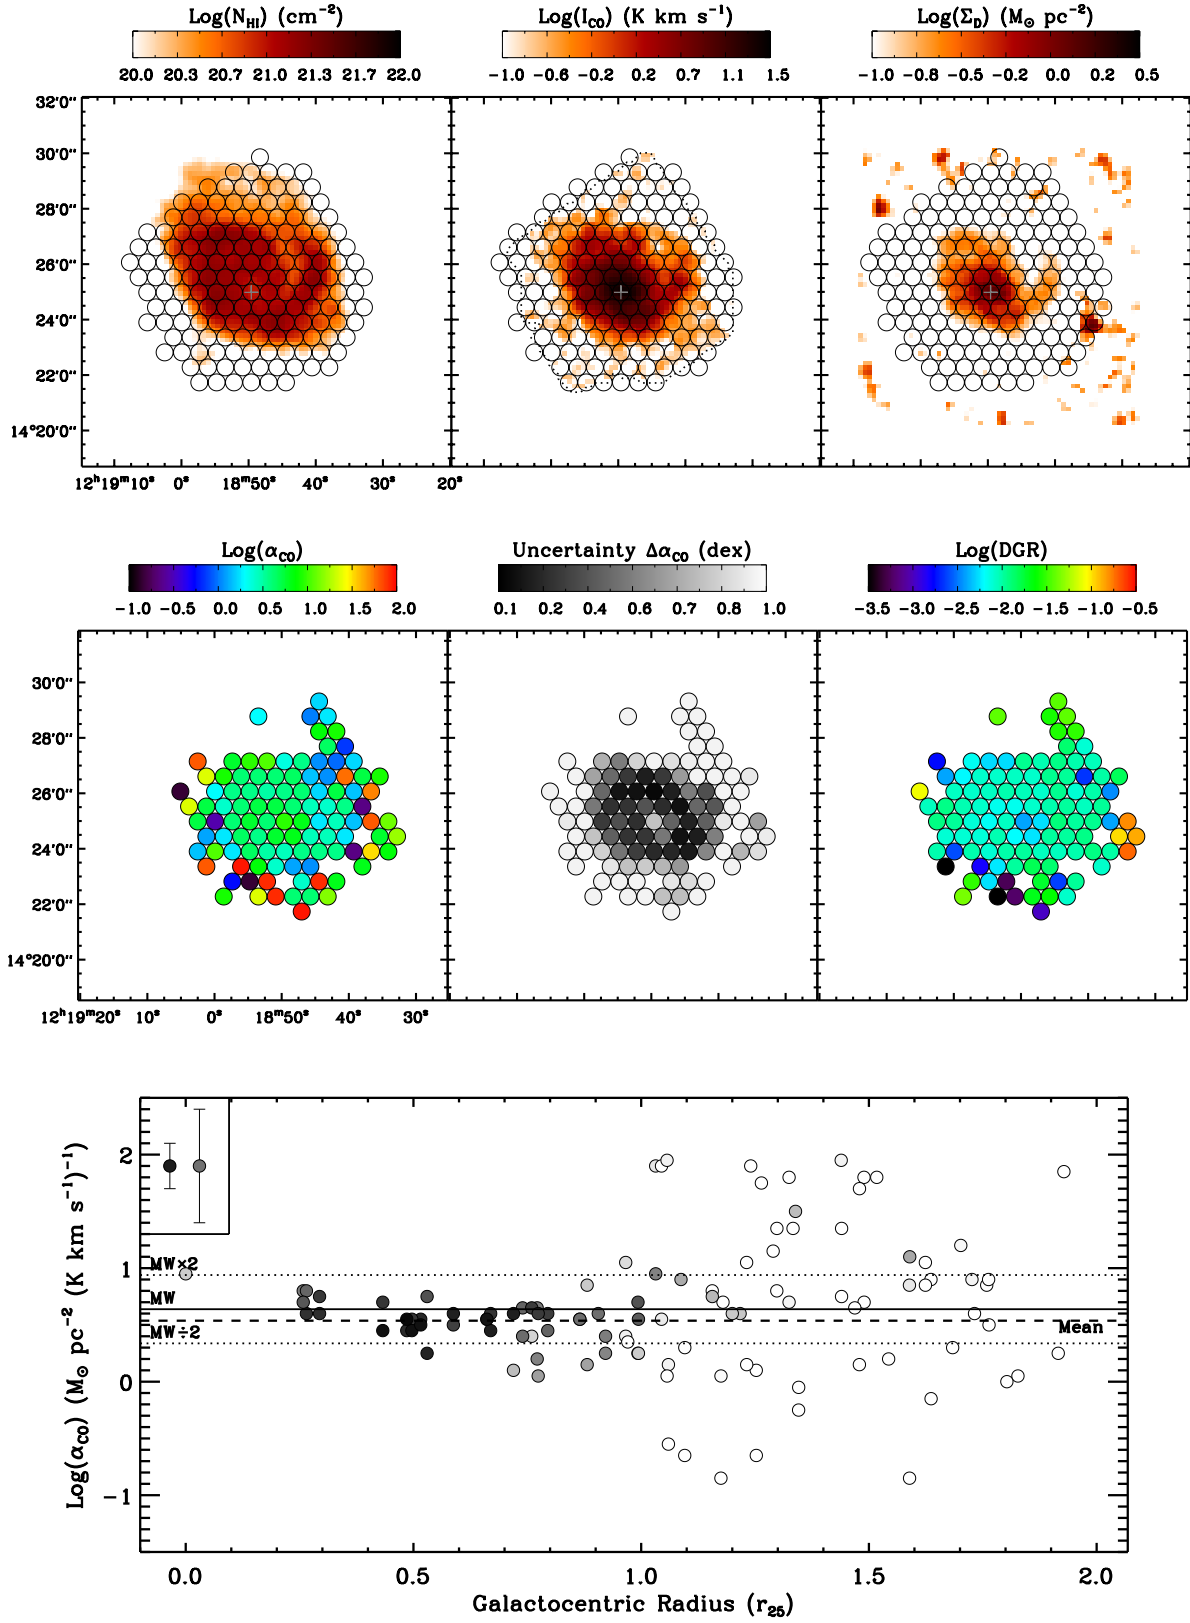 Log(N_HI) (cm⁻²)
Log(I_CO) (K km s⁻¹)
Log(Σ_D) (M⊙ pc⁻²)
20.0 20.3 20.7 21.0 21.3 21.7 22.0
−1.0 −0.6 −0.2 0.2 0.7 1.1 1.5
−1.0 −0.8 −0.5 −0.2 0.0 0.2 0.5
32'0"
30'0"
28'0"
26'0"
24'0"
22'0"
14°20'0"
12ʰ19ᵐ10ˢ 0ˢ 18ᵐ50ˢ 40ˢ 30ˢ 20ˢ
Log(α_CO)
Uncertainty Δα_CO (dex)
Log(DGR)
−1.0 −0.5 0.0 0.5 1.0 1.5 2.0
0.1 0.2 0.4 0.6 0.7 0.8 1.0
−3.5 −3.0 −2.5 −2.0 −1.5 −1.0 −0.5
30'0"
28'0"
26'0"
24'0"
22'0"
14°20'0"
12ʰ19ᵐ20ˢ 10ˢ 0ˢ 18ᵐ50ˢ 40ˢ 30ˢ
Log(α_CO) (M⊙ pc⁻² (K km s⁻¹)⁻¹)
2
1
0
−1
MW×2
MW
MW÷2
Mean
0.0 0.5 1.0 1.5 2.0
Galactocentric Radius (r₂₅)